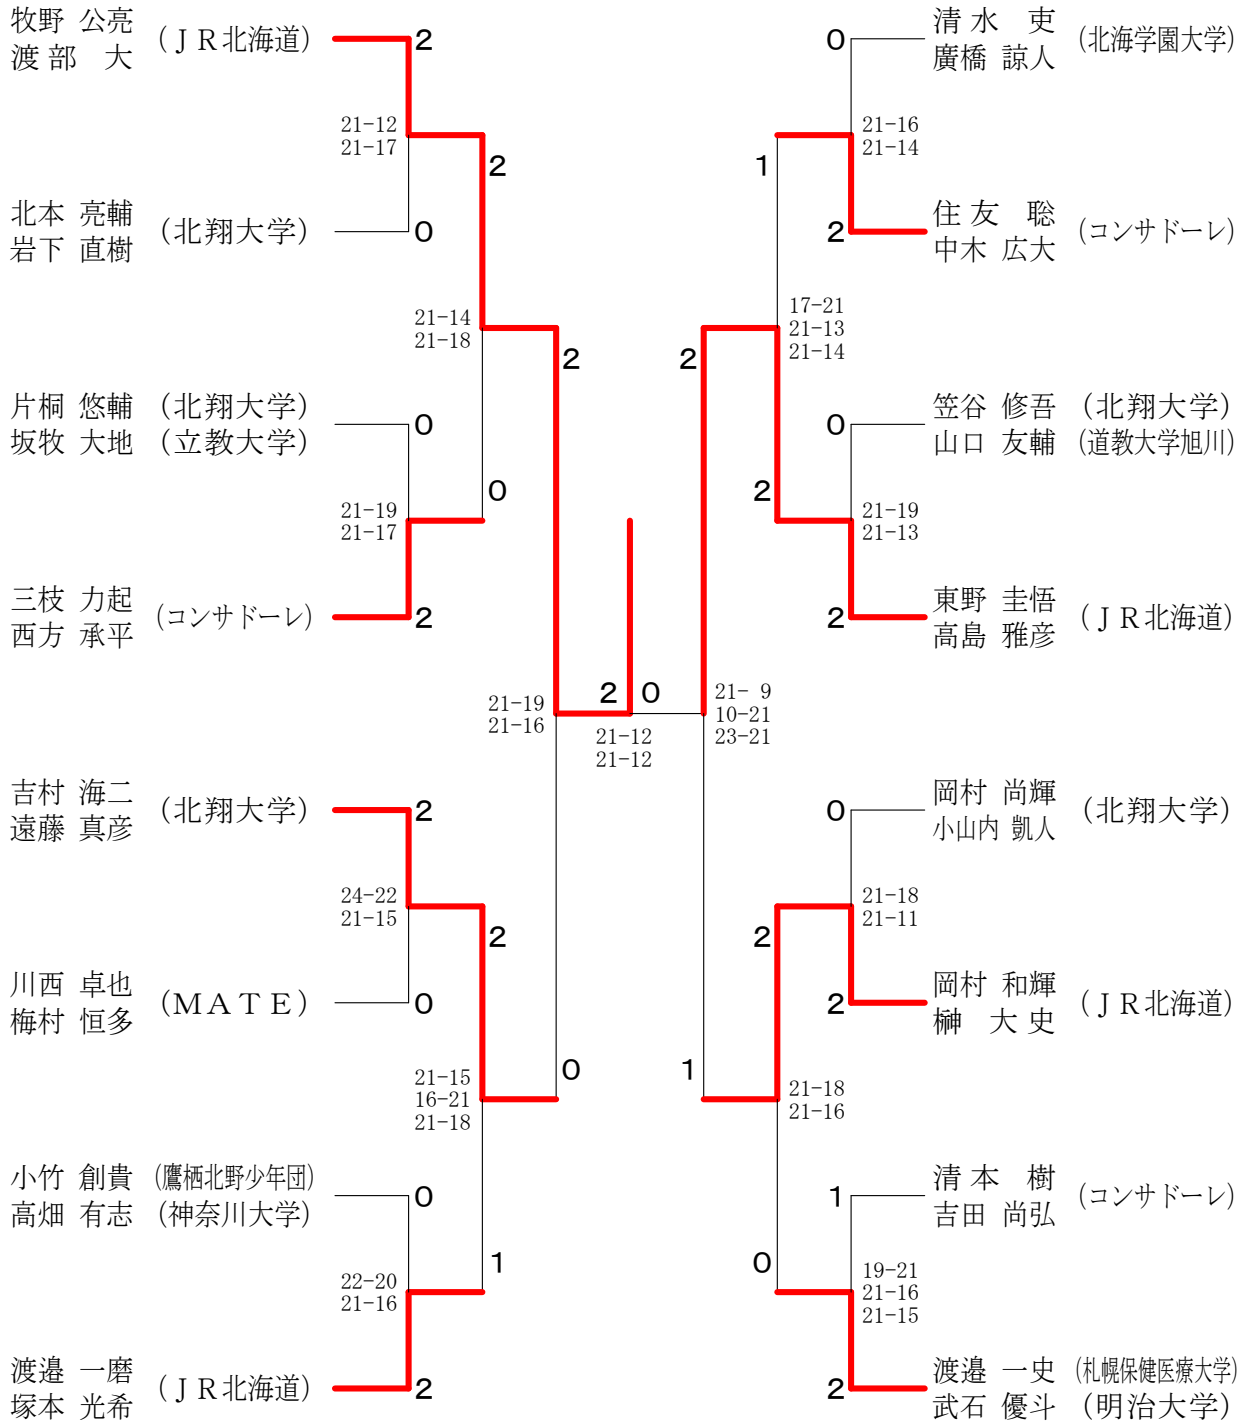 牧野 公亮
渡部 大
(ＪＲ北海道)
2
21-12
21-17
北本 亮輔
岩下 直樹
(北翔大学)
0
2
21-14
21-18
片桐 悠輔 (北翔大学)
坂牧 大地 (立教大学)
0
21-19
21-17
0
三枝 力起
西方 承平
(コンサドーレ)
2
2
21-19
21-16
吉村 海二
遠藤 真彦
(北翔大学)
2
24-22
21-15
2
川西 卓也
梅村 恒多
(ＭＡＴＥ)
0
21-15
16-21
21-18
0
小竹 創貴 (鷹栖北野少年団)
高畑 有志 (神奈川大学)
0
22-20
21-16
1
渡邉 一磨
塚本 光希
(ＪＲ北海道)
2
2 0
21-12
21-12
清水 吏
廣橋 諒人
(北海学園大学)
0
21-16
21-14
1
住友 聡
中木 広大
(コンサドーレ)
2
17-21
21-13
21-14
2
笠谷 修吾 (北翔大学)
山口 友輔 (道教大学旭川)
0
21-19
21-13
2
東野 圭悟
高島 雅彦
(ＪＲ北海道)
2
21- 9
10-21
23-21
岡村 尚輝
小山内 凱人
(北翔大学)
0
21-18
21-11
2
岡村 和輝
榊 大史
(ＪＲ北海道)
2
1
21-18
21-16
清本 樹
吉田 尚弘
(コンサドーレ)
1
0
19-21
21-16
21-15
渡邉 一史 (札幌保健医療大学)
武石 優斗 (明治大学)
2